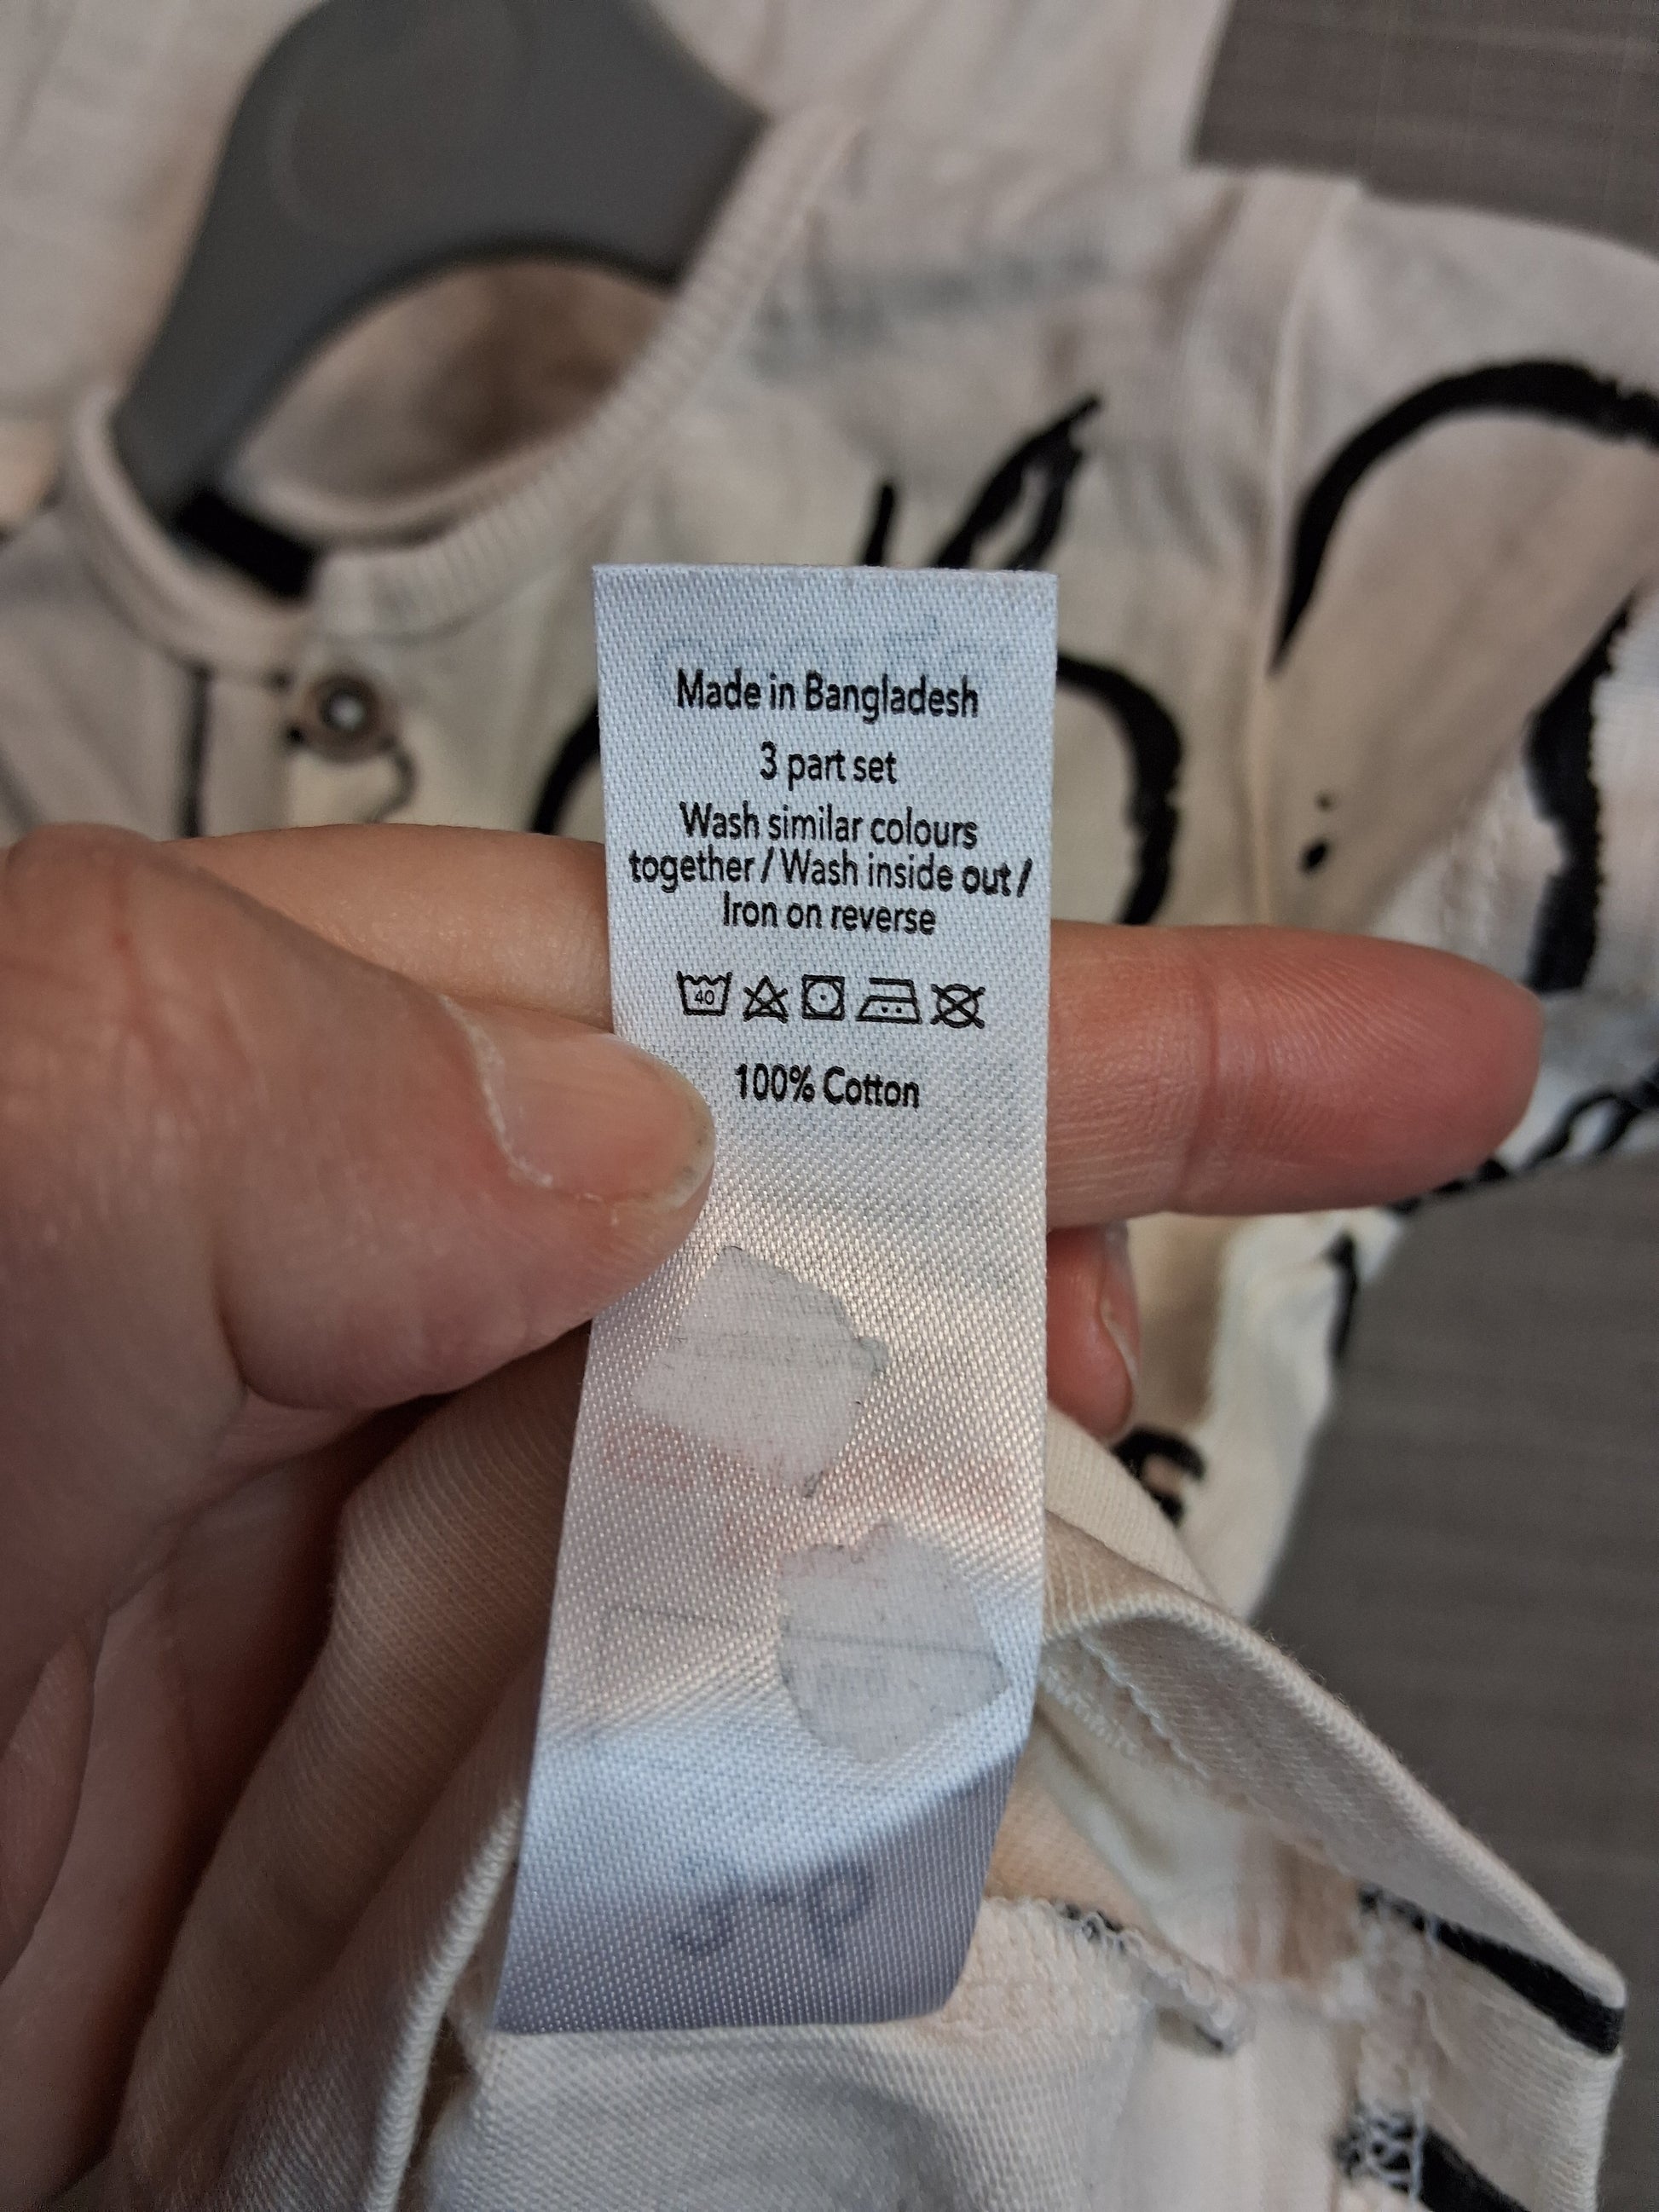 Made in Bangladesh
3 part set
Wash similar colours
together / Wash inside out /
Iron on reverse
40
100% Cotton